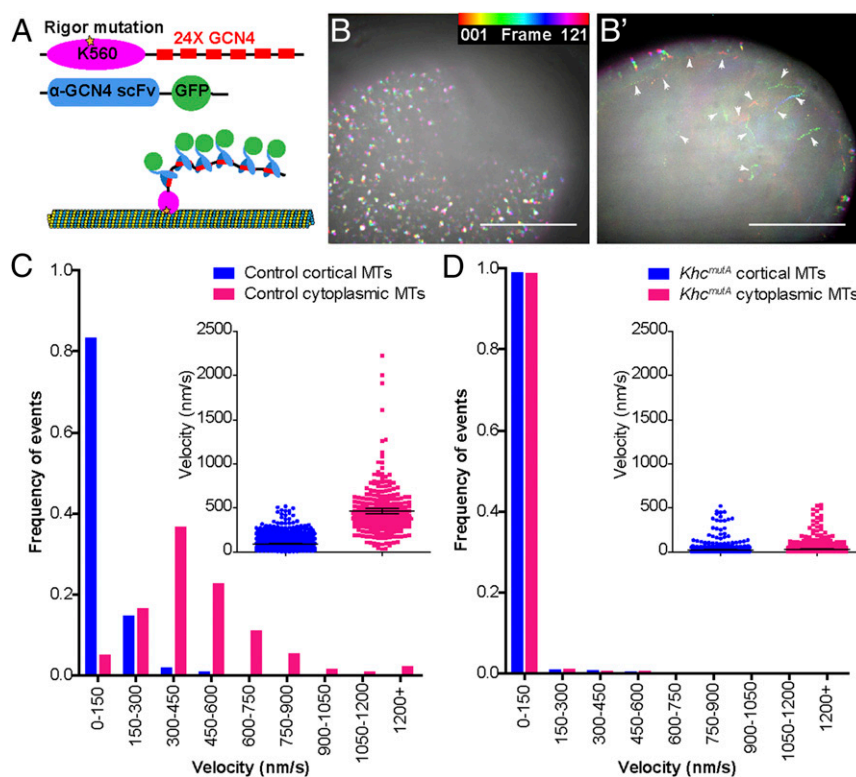 A
Rigor mutation
K560
24X GCN4
α-GCN4 scFv
GFP
B
001 Frame 121
B'
C
Control cortical MTs
Control cytoplasmic MTs
Frequency of events
1.0
0.8
0.6
0.4
0.2
0.0
Velocity (nm/s)
2500
2000
1500
1000
500
0
0-150
150-300
300-450
450-600
600-750
750-900
900-1050
1050-1200
1200+
Velocity (nm/s)
D
Khc^mutA cortical MTs
Khc^mutA cytoplasmic MTs
Frequency of events
1.0
0.8
0.6
0.4
0.2
0.0
Velocity (nm/s)
2500
2000
1500
1000
500
0
0-150
150-300
300-450
450-600
600-750
750-900
900-1050
1050-1200
1200+
Velocity (nm/s)